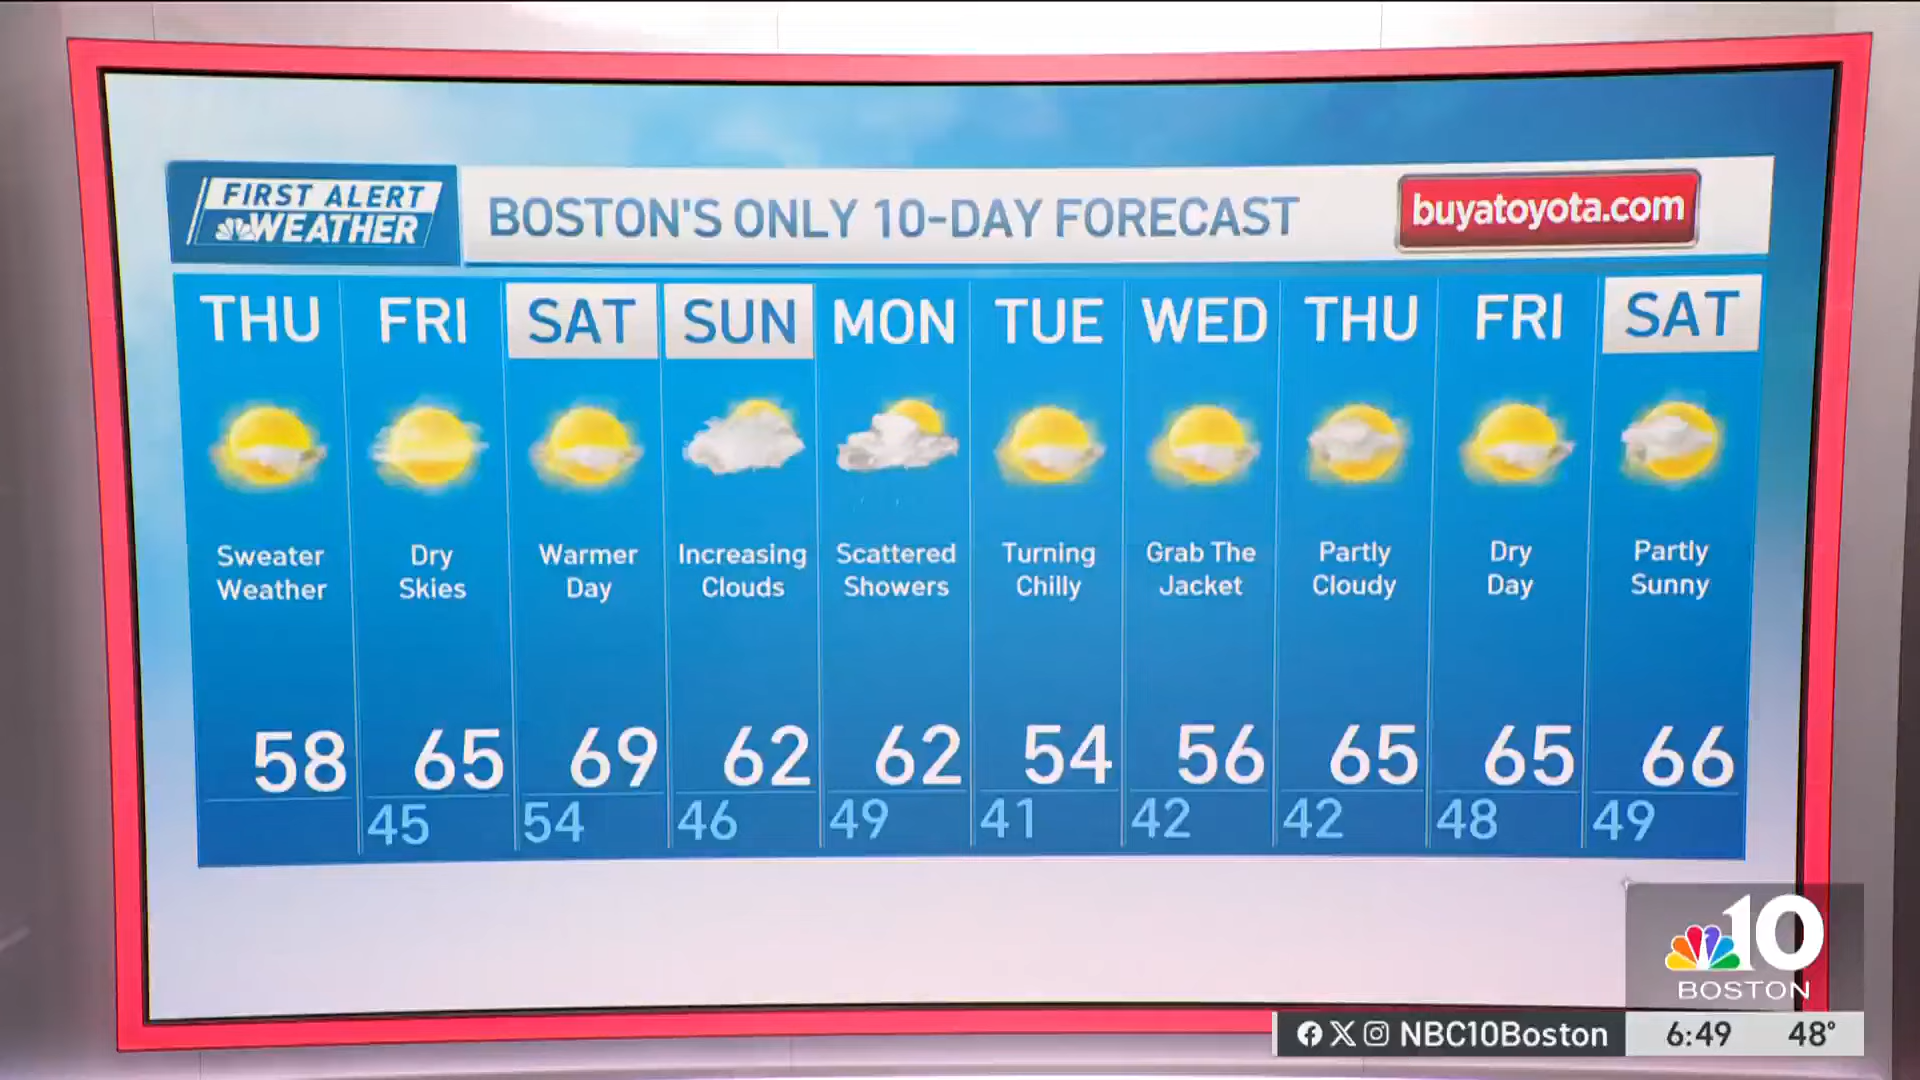 FIRST ALERT
WEATHER
BOSTON'S ONLY 10-DAY FORECAST
buyatoyota.com
THU FRI SAT SUN MON TUE WED THU FRI SAT
Sweater Dry Warmer Increasing Scattered Turning Grab The Partly Dry Partly
Weather Skies Day Clouds Showers Chilly Jacket Cloudy Day Sunny
58 65 69 62 62 54 56 65 65 66
45 54 46 49 41 42 42 48 49
10
BOSTON
NBC10Boston 6:49 48°